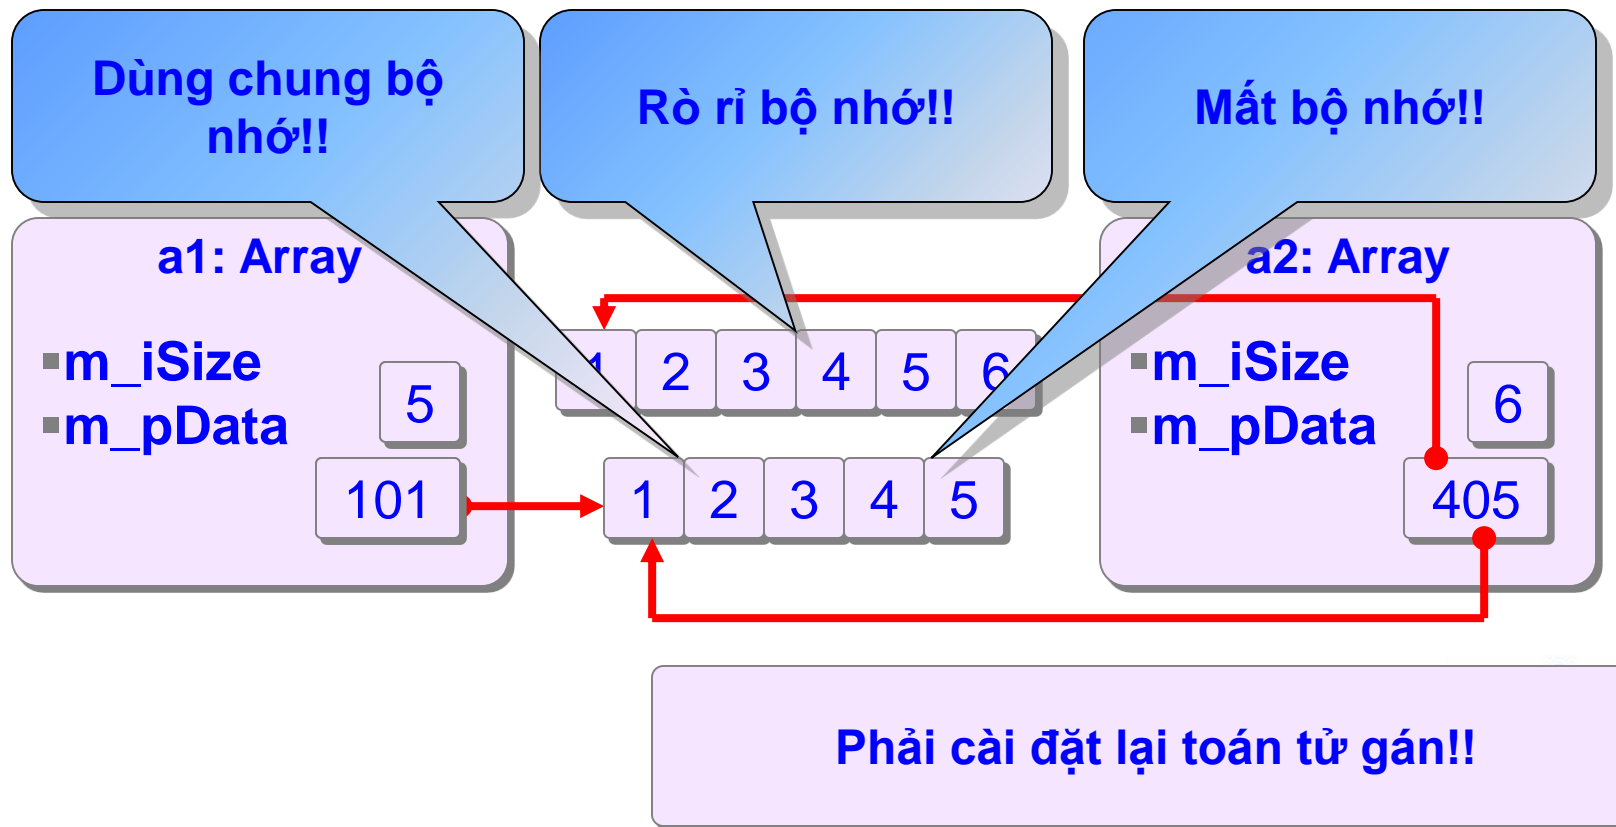 Dùng chung bộ
nhớ!!
Rò rỉ bộ nhớ!!
Mất bộ nhớ!!
a1: Array
m_iSize
m_pData
5
101
1 2 3 4 5 6
1 2 3 4 5
a2: Array
m_iSize
m_pData
6
405
Phải cài đặt lại toán tử gán!!